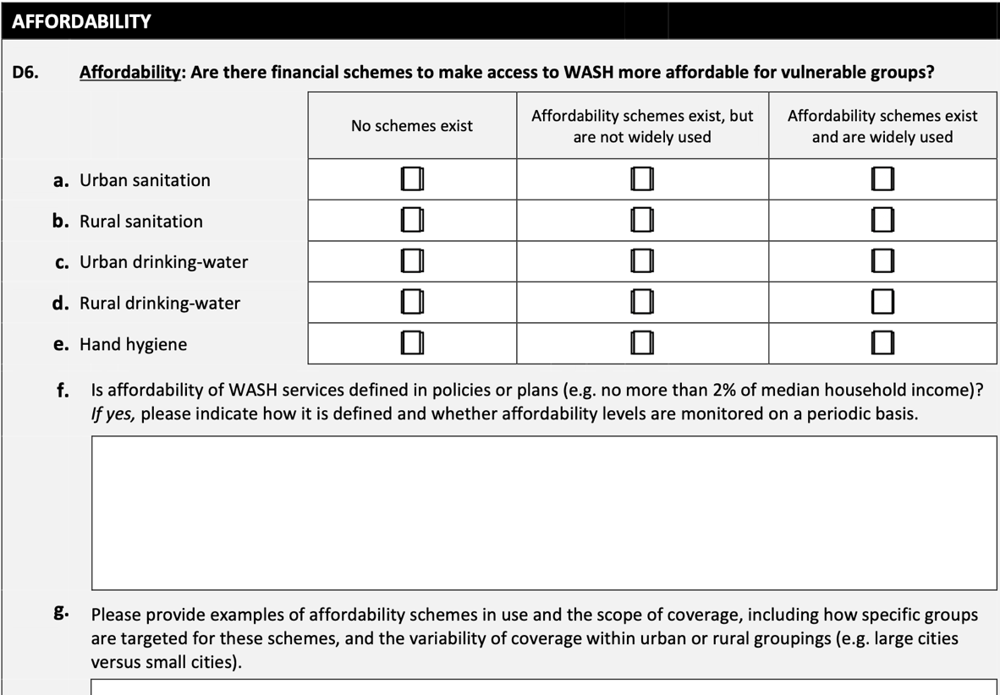 AFFORDABILITY
D6. Affordability: Are there financial schemes to make access to WASH more affordable for vulnerable groups?
No schemes exist
Affordability schemes exist, but
are not widely used
Affordability schemes exist
and are widely used
a. Urban sanitation
b. Rural sanitation
c. Urban drinking-water
d. Rural drinking-water
e. Hand hygiene
f. Is affordability of WASH services defined in policies or plans (e.g. no more than 2% of median household income)?
If yes, please indicate how it is defined and whether affordability levels are monitored on a periodic basis.
g. Please provide examples of affordability schemes in use and the scope of coverage, including how specific groups
are targeted for these schemes, and the variability of coverage within urban or rural groupings (e.g. large cities
versus small cities).